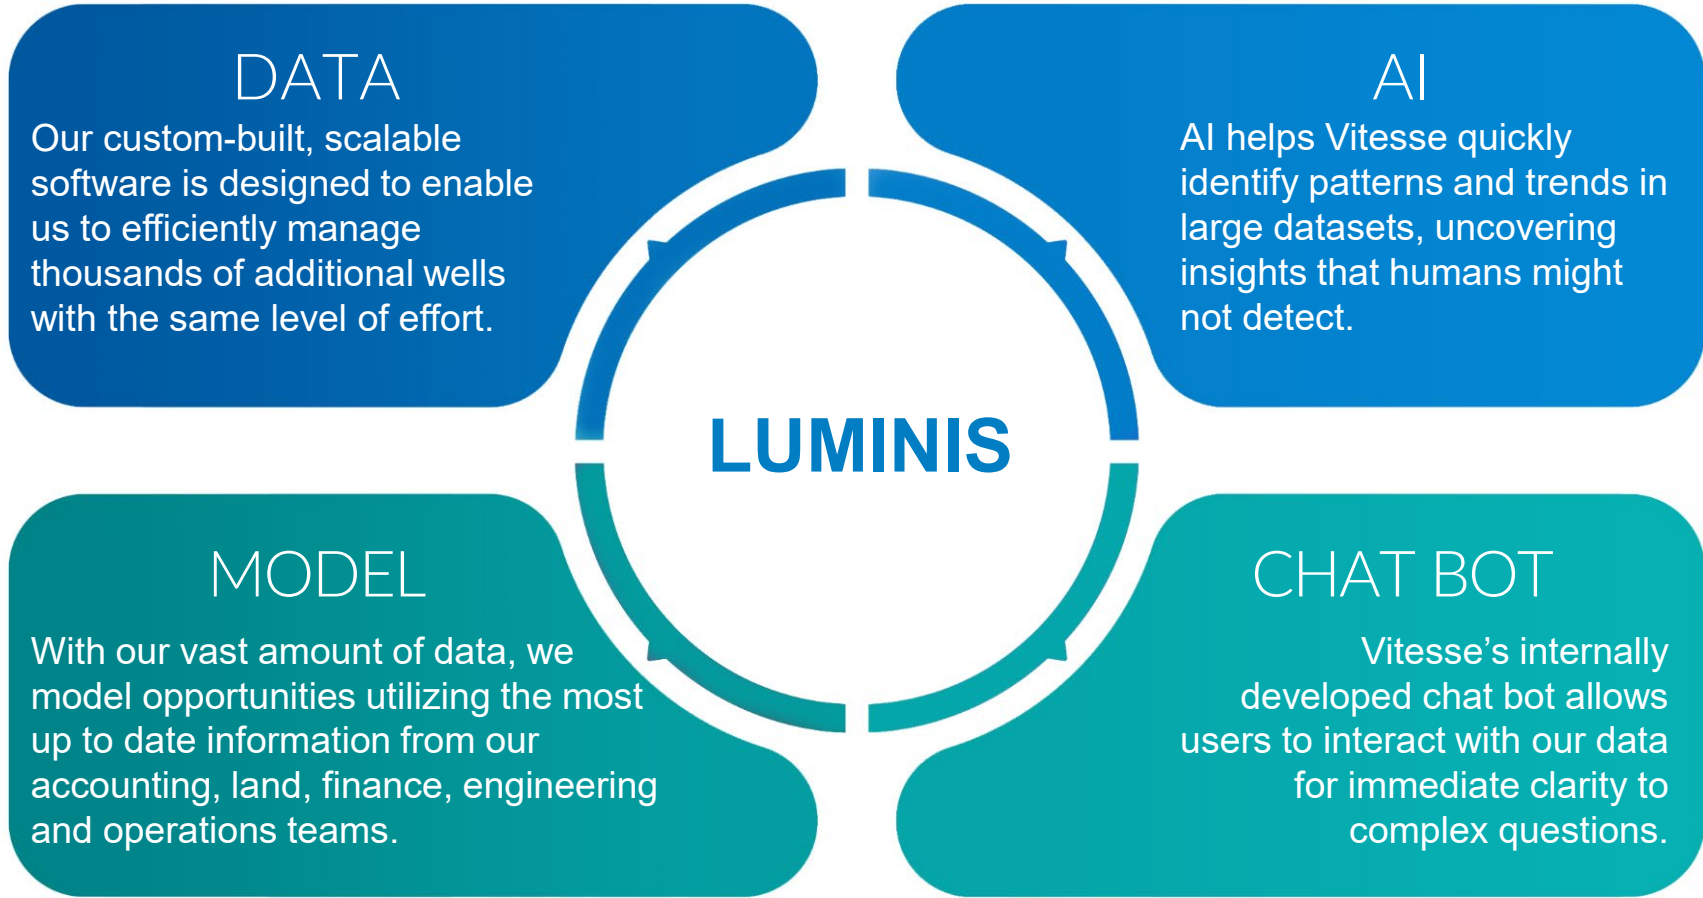 DATA
Our custom-built, scalable
software is designed to enable
us to efficiently manage
thousands of additional wells
with the same level of effort.
AI
AI helps Vitesse quickly
identify patterns and trends in
large datasets, uncovering
insights that humans might
not detect.
LUMINIS
MODEL
With our vast amount of data, we
model opportunities utilizing the most
up to date information from our
accounting, land, finance, engineering
and operations teams.
CHAT BOT
Vitesse’s internally
developed chat bot allows
users to interact with our data
for immediate clarity to
complex questions.